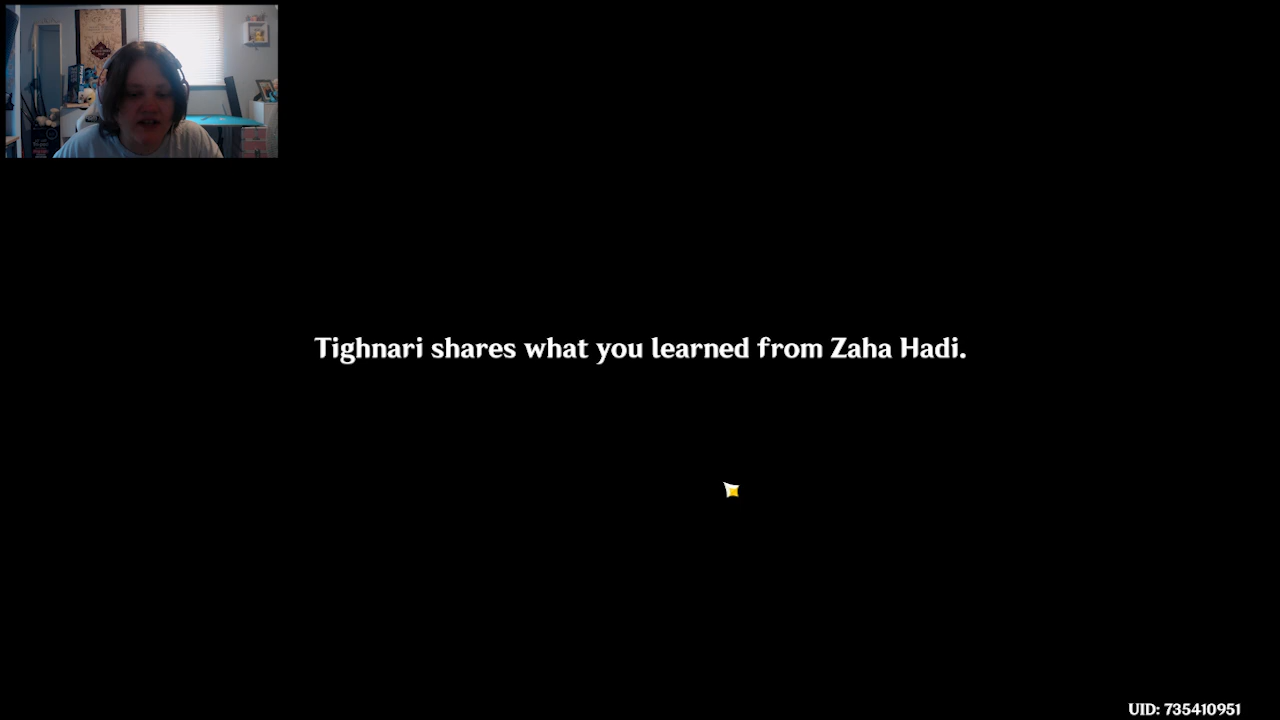 Tighnari shares what you learned from Zaha Hadi.
UID: 735410951